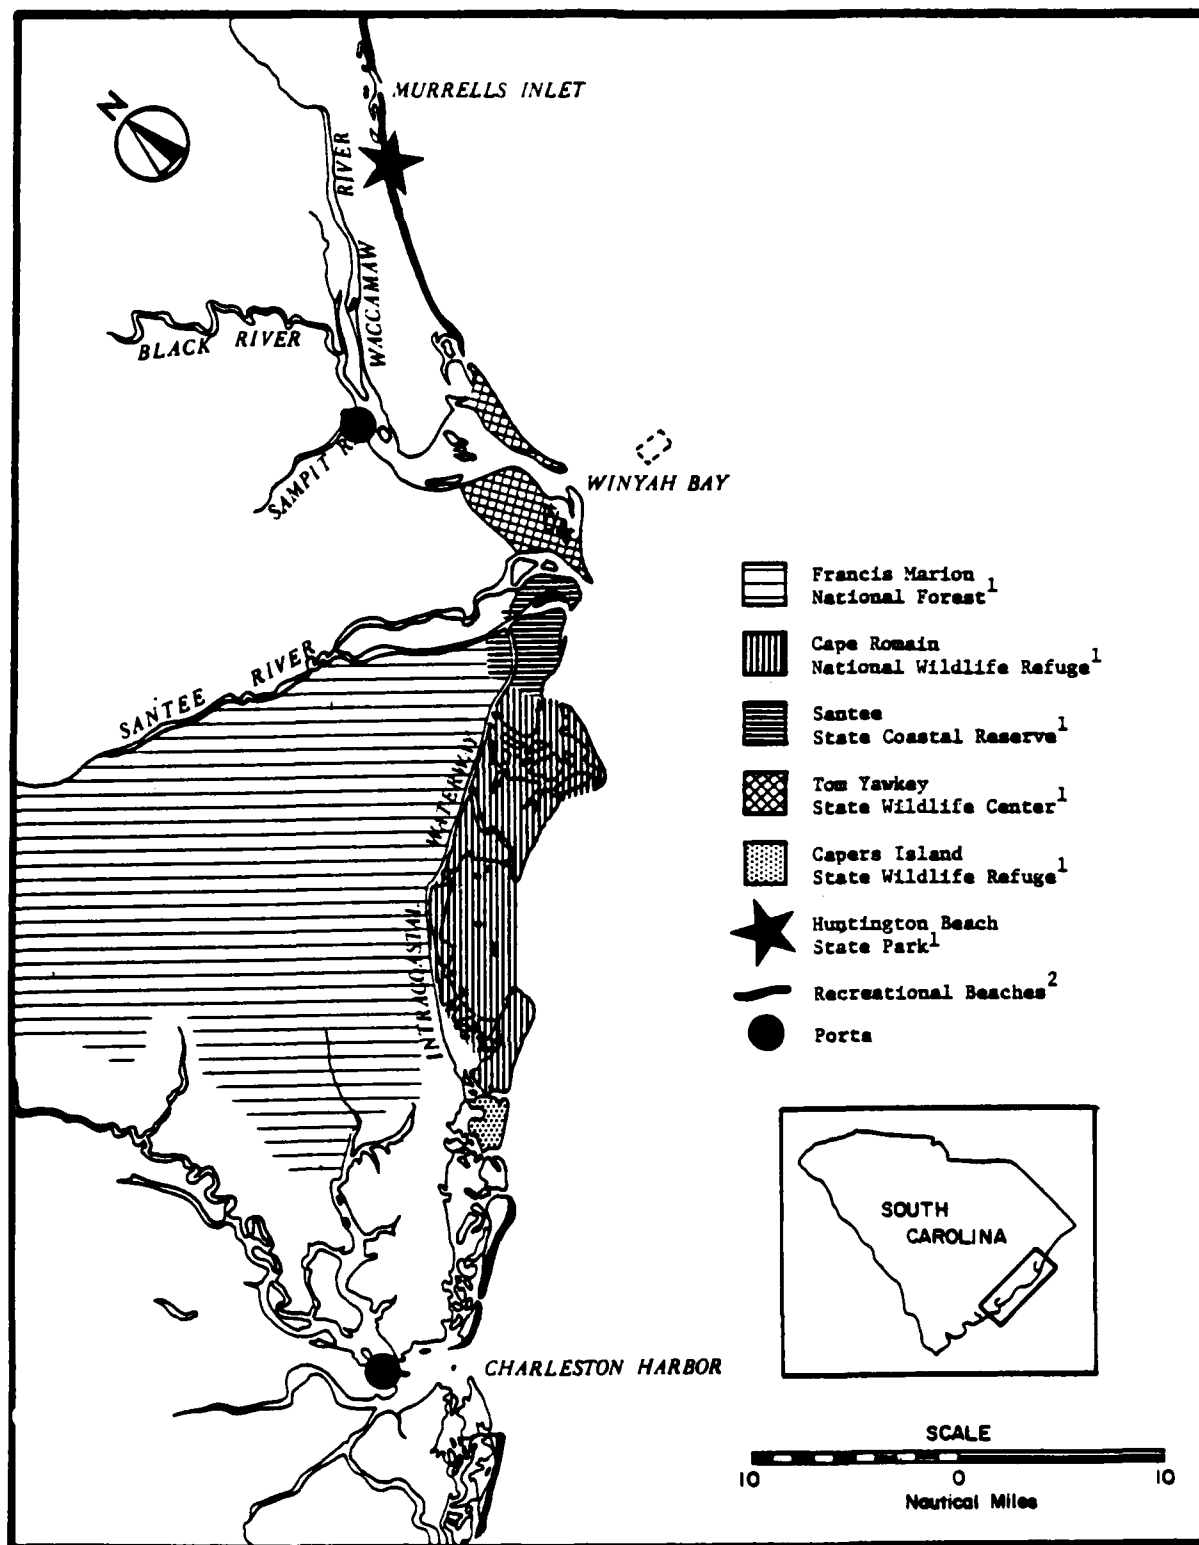 N
MURRELLS INLET
RIVER
WACCAMAW
BLACK RIVER
SAMPIT R
WINYAH BAY
SANTEE RIVER
WATERWAY
INTRACOASTAL
CHARLESTON HARBOR
Francis Marion
National Forest1
Cape Romain
National Wildlife Refuge1
Santee
State Coastal Reserve1
Tom Yawkey
State Wildlife Center1
Capers Island
State Wildlife Refuge1
Huntington Beach
State Park1
Recreational Beaches2
Ports
SOUTH
CAROLINA
SCALE
10 0 10
Nautical Miles